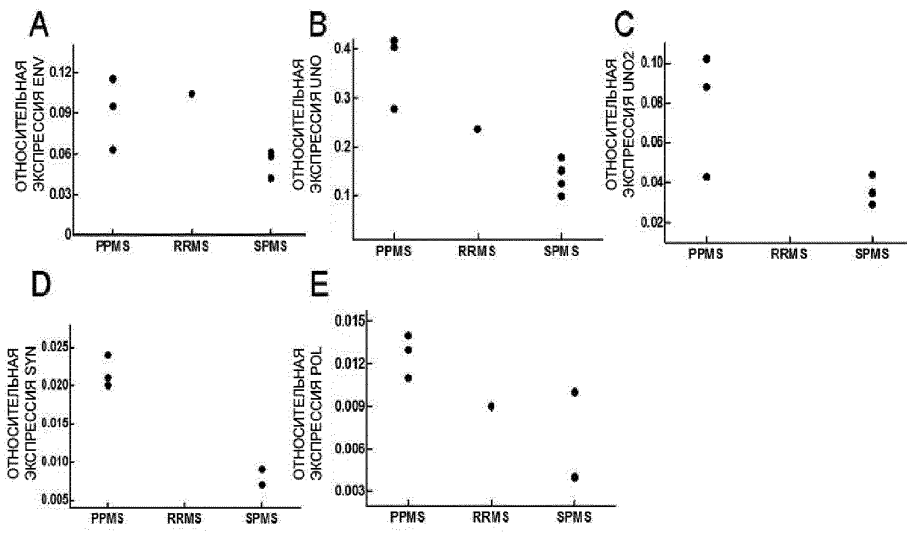 A
ОТНОСИТЕЛЬНАЯ
ЭКСПРЕССИЯ ENV
0.12
0.09
0.06
0.03
0
PPMS RRMS SPMS
B
ОТНОСИТЕЛЬНАЯ
ЭКСПРЕССИЯ UNO
0.4
0.3
0.2
0.1
PPMS RRMS SPMS
C
ОТНОСИТЕЛЬНАЯ
ЭКСПРЕССИЯ UNO2
0.10
0.08
0.06
0.04
0.02
PPMS RRMS SPMS
D
ОТНОСИТЕЛЬНАЯ
ЭКСПРЕССИЯ SYN
0.025
0.020
0.015
0.010
0.005
PPMS RRMS SPMS
E
ОТНОСИТЕЛЬНАЯ
ЭКСПРЕССИЯ POL
0.015
0.012
0.009
0.006
0.003
PPMS RRMS SPMS